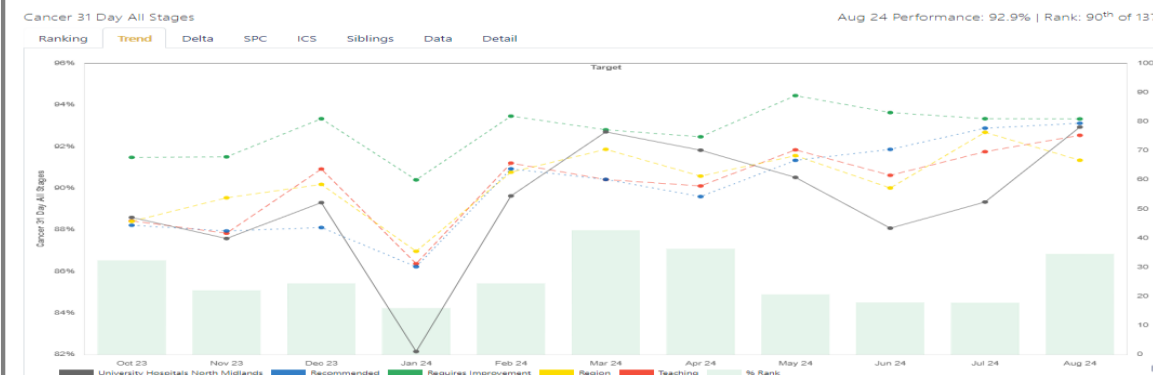 Cancer 31 Day All Stages
Aug 24 Performance: 92.9% | Rank: 90th of 137
Ranking Trend Delta SPC ICS Siblings Data Detail
Target
96%
94%
92%
90%
88%
86%
84%
82%
Cancer 31 Day All Stages
100
90
80
70
60
50
40
30
20
10
0
Oct 23 Nov 23 Dec 23 Jan 24 Feb 24 Mar 24 Apr 24 May 24 Jun 24 Jul 24 Aug 24
University Hospitals North Midlands Recommended Requires Improvement Region Teaching % Rank